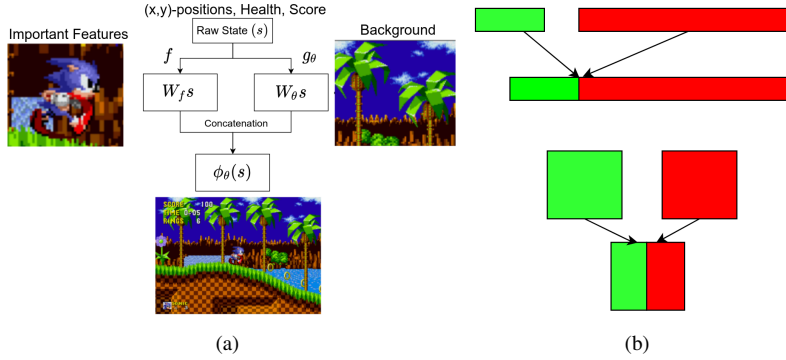 (x,y)-positions, Health, Score
Important Features
Raw State (s)
Background
f
g_θ
W_f s
W_θ s
Concatenation
ϕ_θ(s)
SCORE 100
TIME 0:05
RINGS 6
(a)
(b)